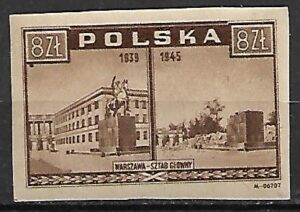 8ZŁ POLSKA 8ZŁ
1939 1945
WARSZAWA-SZTAB GŁÓWNY
M-06707